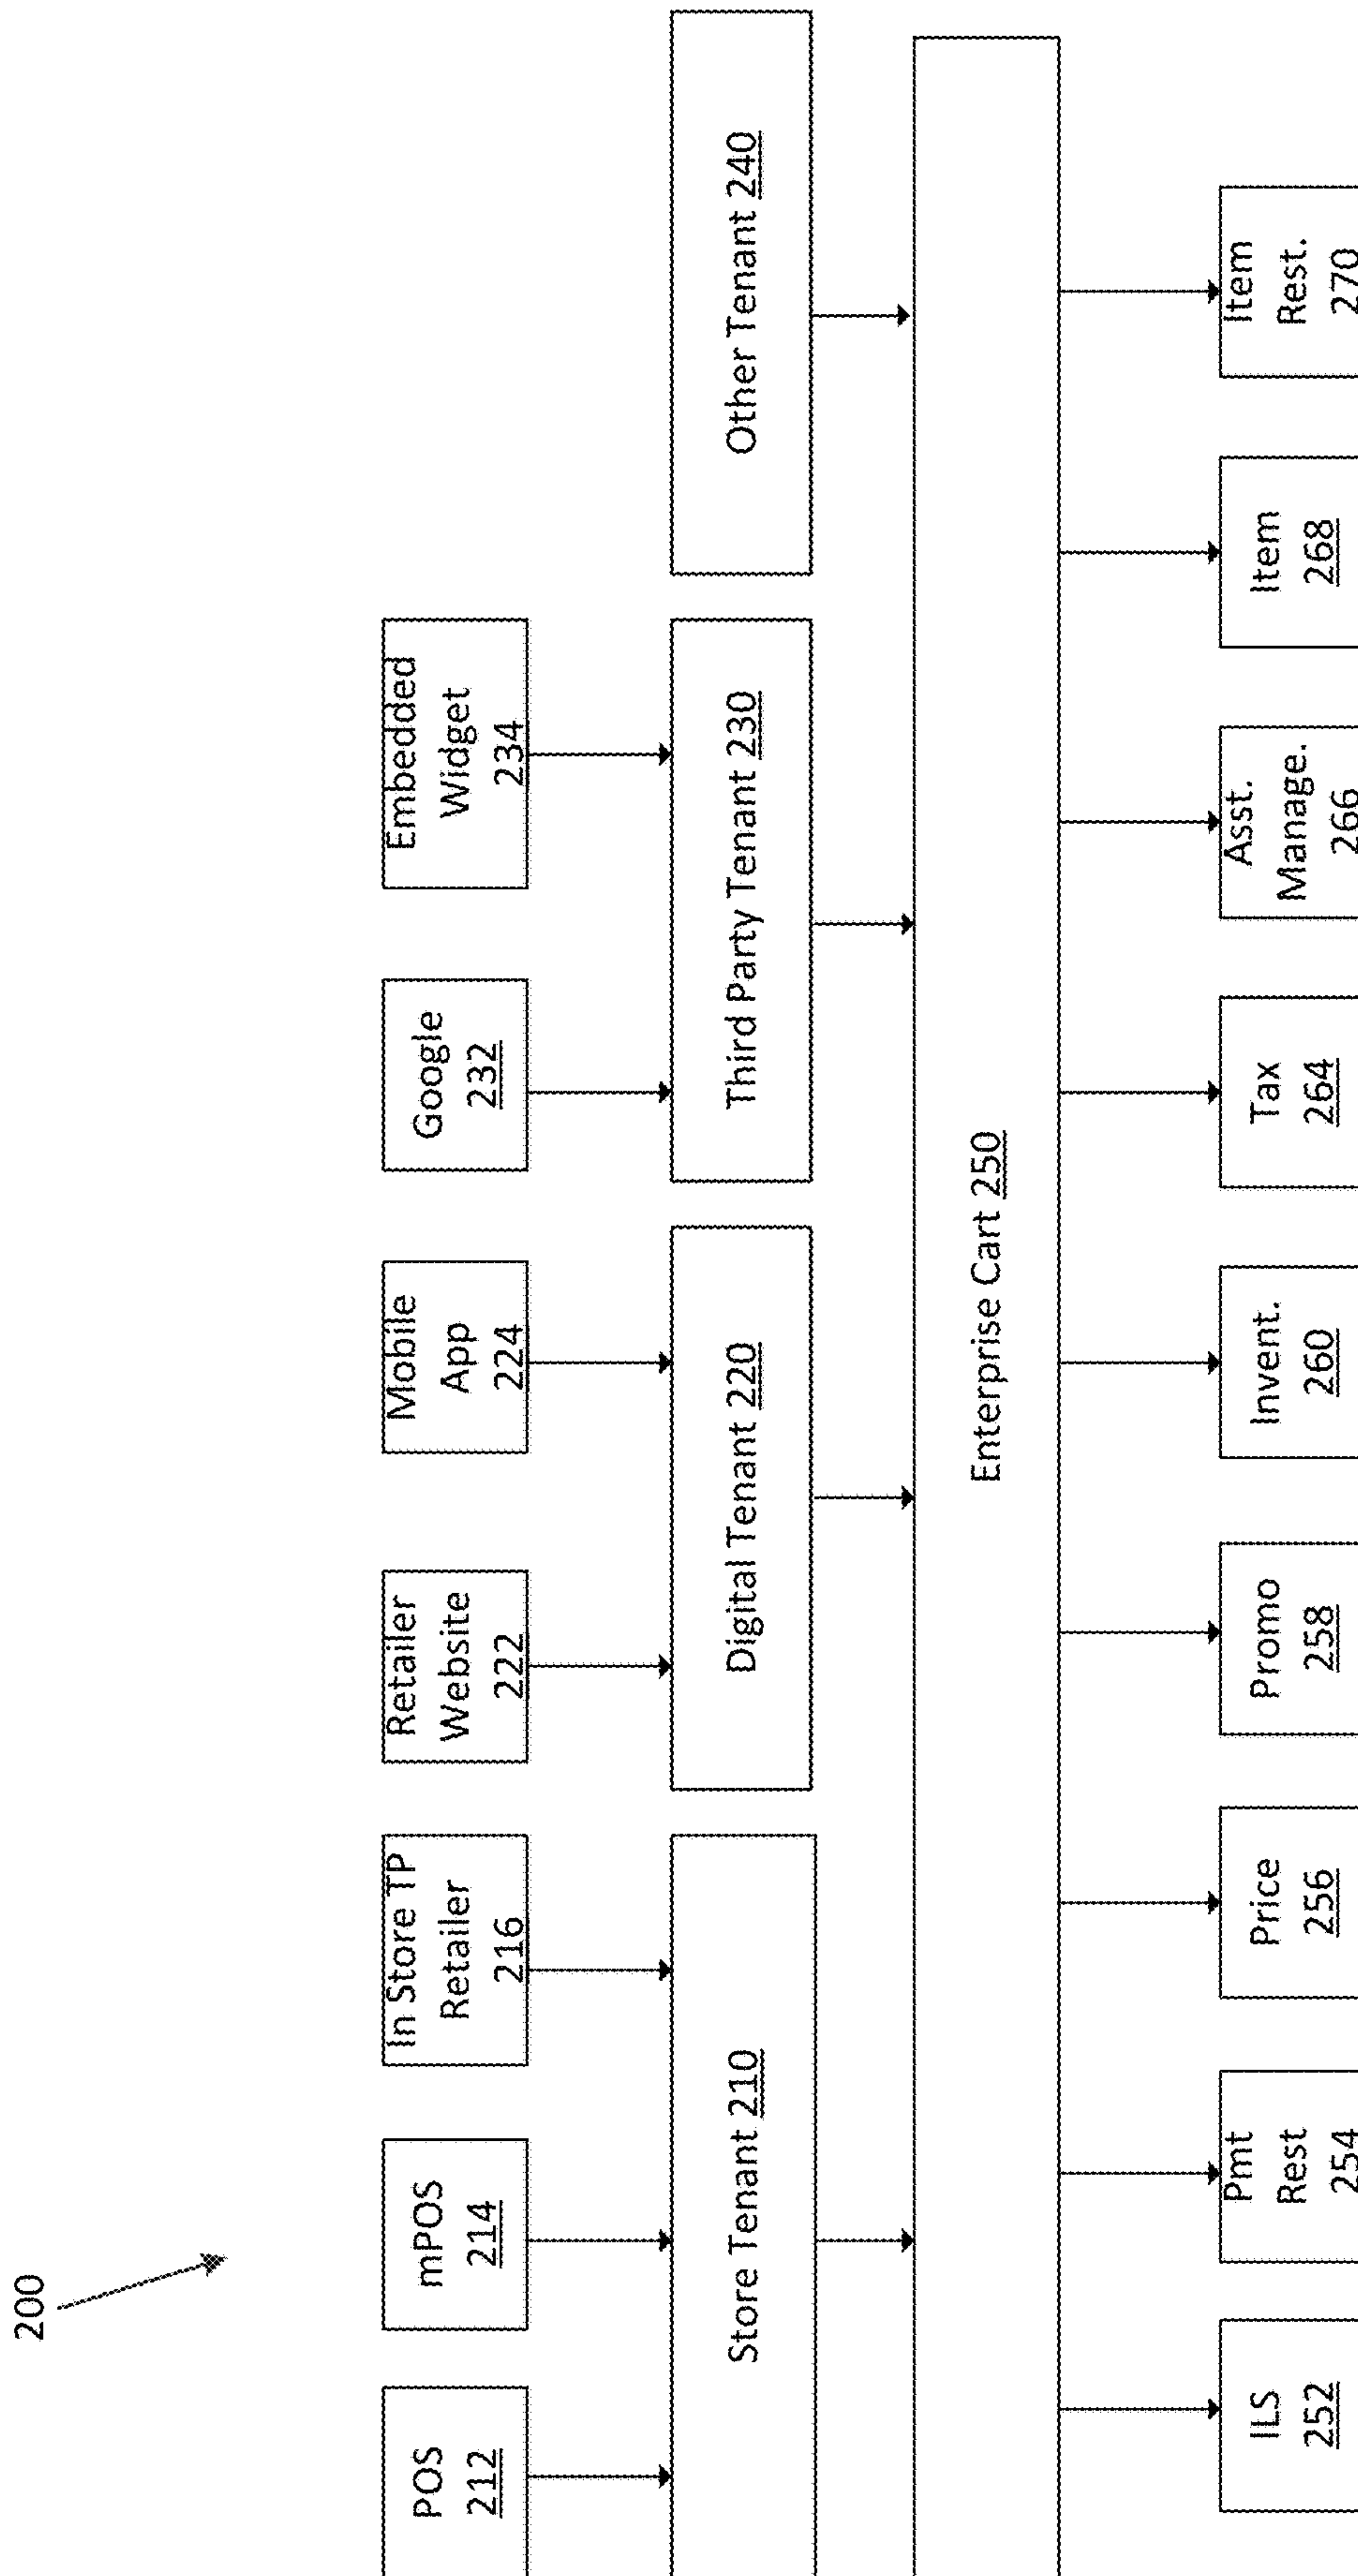 200
POS
212
mPOS
214
In Store TP
Retailer
216
Retailer
Website
222
Mobile
App
224
Google
232
Embedded
Widget
234
Store Tenant 210
Digital Tenant 220
Third Party Tenant 230
Other Tenant 240
Enterprise Cart 250
ILS
252
Pmt
Rest
254
Price
256
Promo
258
Invent.
260
Tax
264
Asst.
Manage.
266
Item
268
Item
Rest.
270